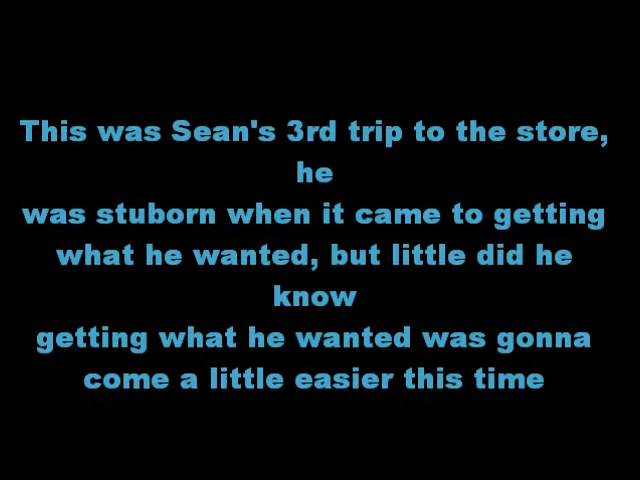 This was Sean's 3rd trip to the store,
he
was stuborn when it came to getting
what he wanted, but little did he
know
getting what he wanted was gonna
come a little easier this time